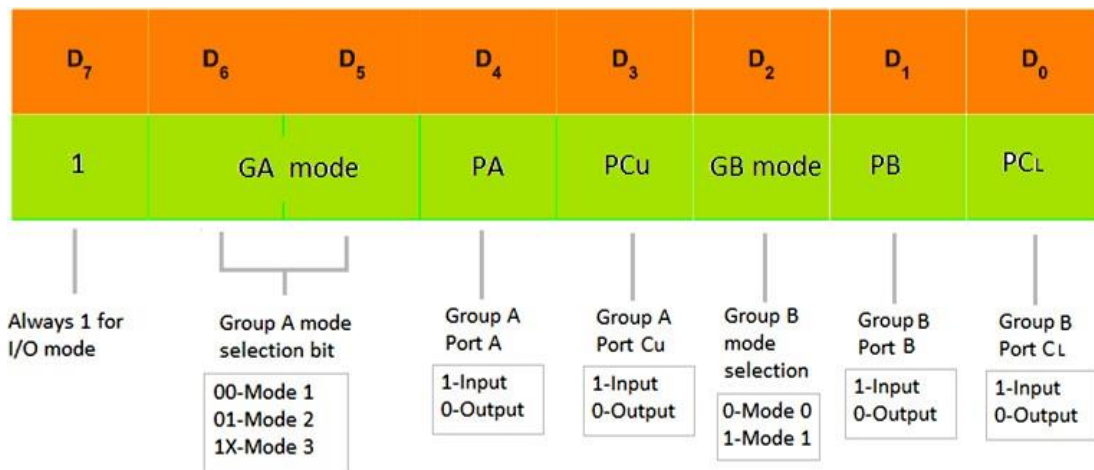 D₇ D₆ D₅ D₄ D₃ D₂ D₁ D₀
1 GA mode PA PCu GB mode PB PCL
Always 1 for
I/O mode
Group A mode
selection bit
00-Mode 1
01-Mode 2
1X-Mode 3
Group A
Port A
1-Input
0-Output
Group A
Port Cu
1-Input
0-Output
Group B
mode
selection
0-Mode 0
1-Mode 1
Group B
Port B
1-Input
0-Output
Group B
Port CL
1-Input
0-Output